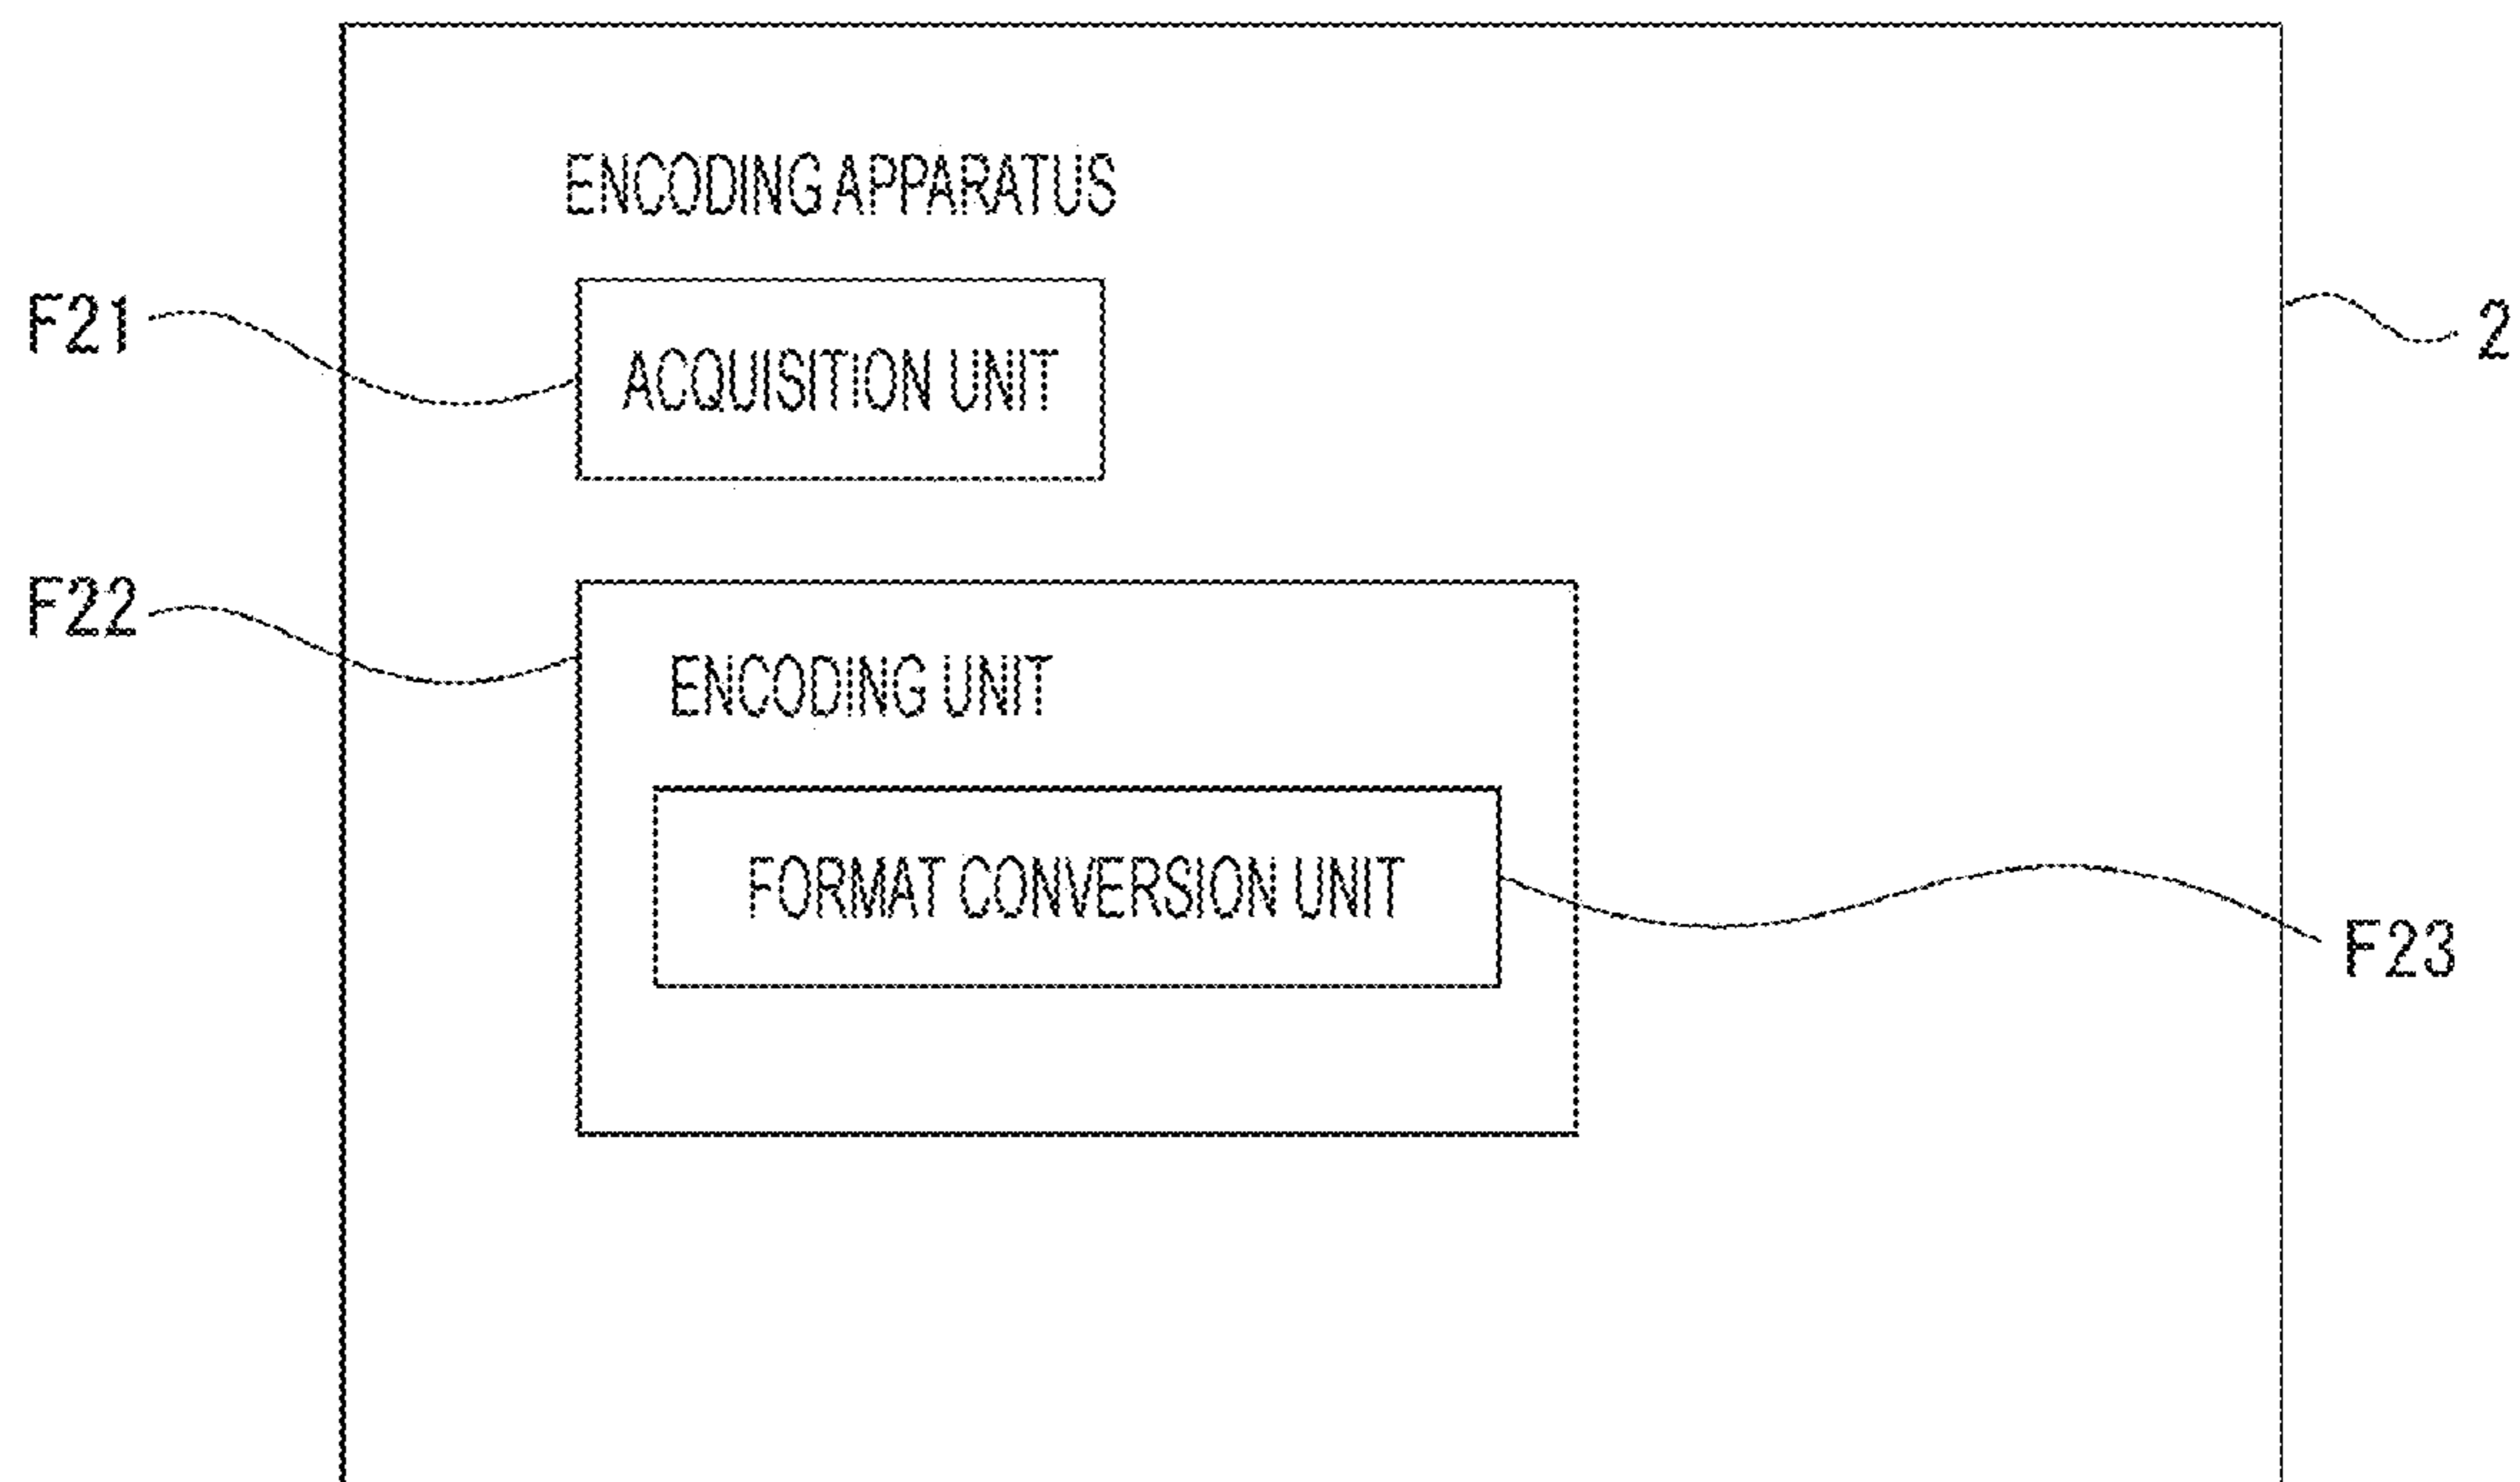 ENCODING APPARATUS
F21
ACQUISITION UNIT
2
F22
ENCODING UNIT
FORMAT CONVERSION UNIT
F23